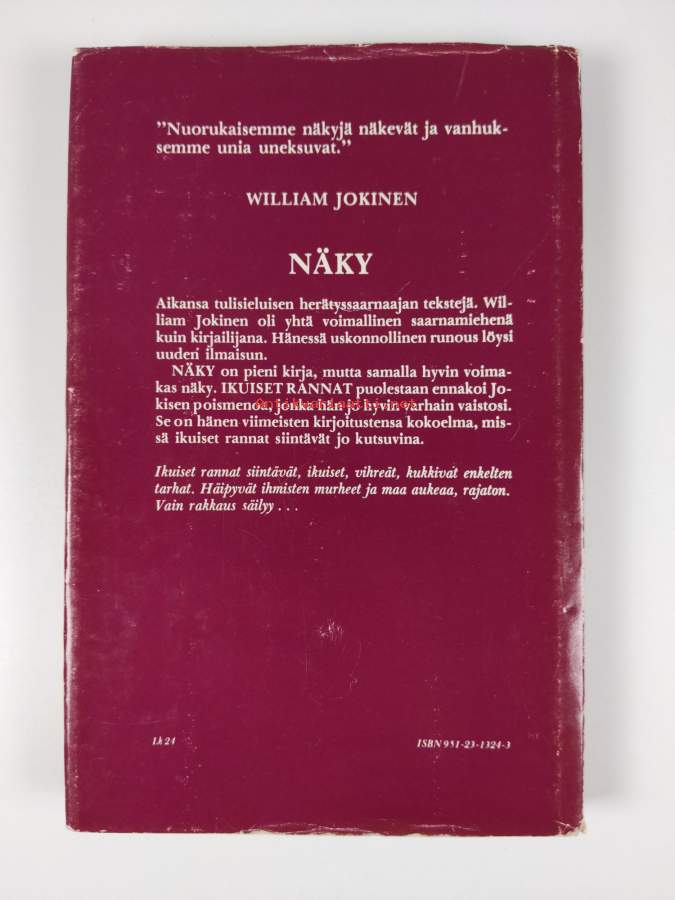 ”Nuorukaisemme näkyjä näkevät ja vanhuk-
semme unia uneksuvat.”
WILLIAM JOKINEN
NÄKY
Aikansa tulisieluisen herätyssaarnaajan tekstejä. Wil-
liam Jokinen oli yhtä voimallinen saarnamiehenä
kuin kirjailijana. Hänessä uskonnollinen runous löysi
uuden ilmaisun.
NÄKY on pieni kirja, mutta samalla hyvin voima-
kas näky. IKUISET RANNAT puolestaan ennakoi Jo-
kisen poismenoa, jonka hän jo hyvin varhain vaistosi.
Se on hänen viimeisten kirjoitustensa kokoelma, mis-
sä ikuiset rannat siintävät jo kutsuvina.
Ikuiset rannat siintävät, ikuiset, vihreät, kukkivat enkelten
tarhat. Häipyvät ihmisten murheet ja maa aukeaa, rajaton.
Vain rakkaus säilyy . . .
Lk 24
ISBN 951-23-1324-3